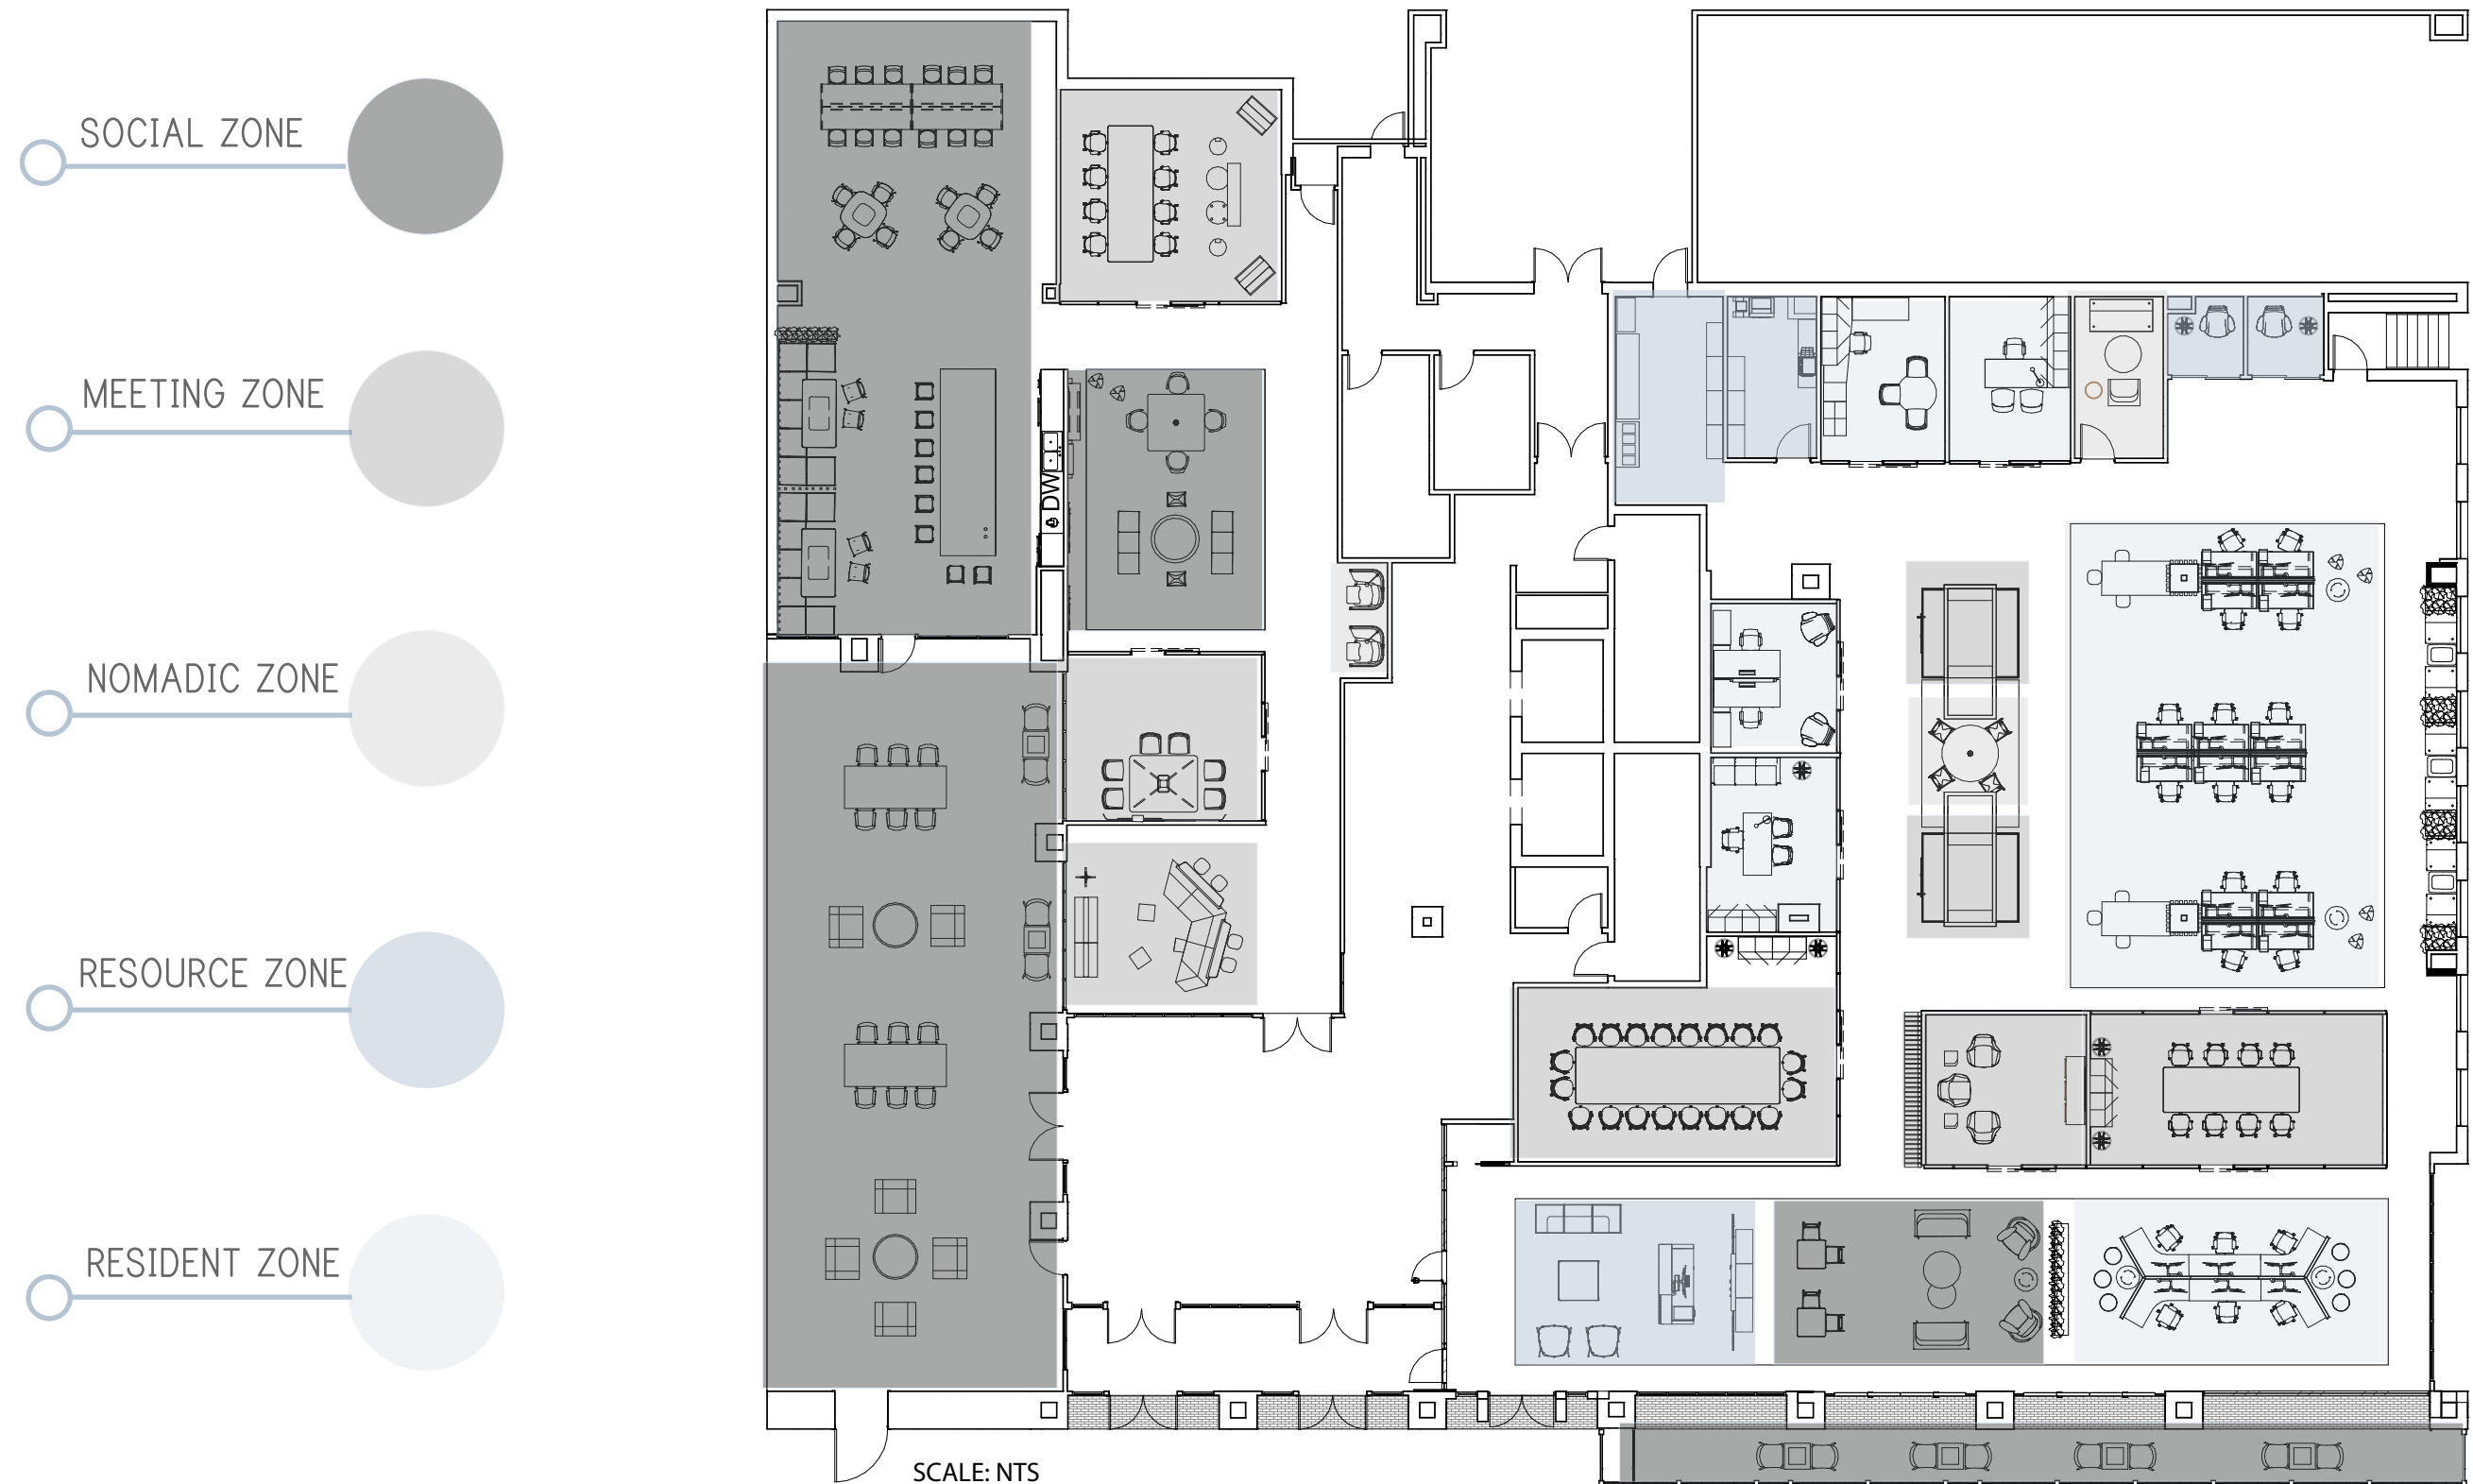 SOCIAL ZONE
MEETING ZONE
NOMADIC ZONE
RESOURCE ZONE
RESIDENT ZONE
DW
SCALE: NTS